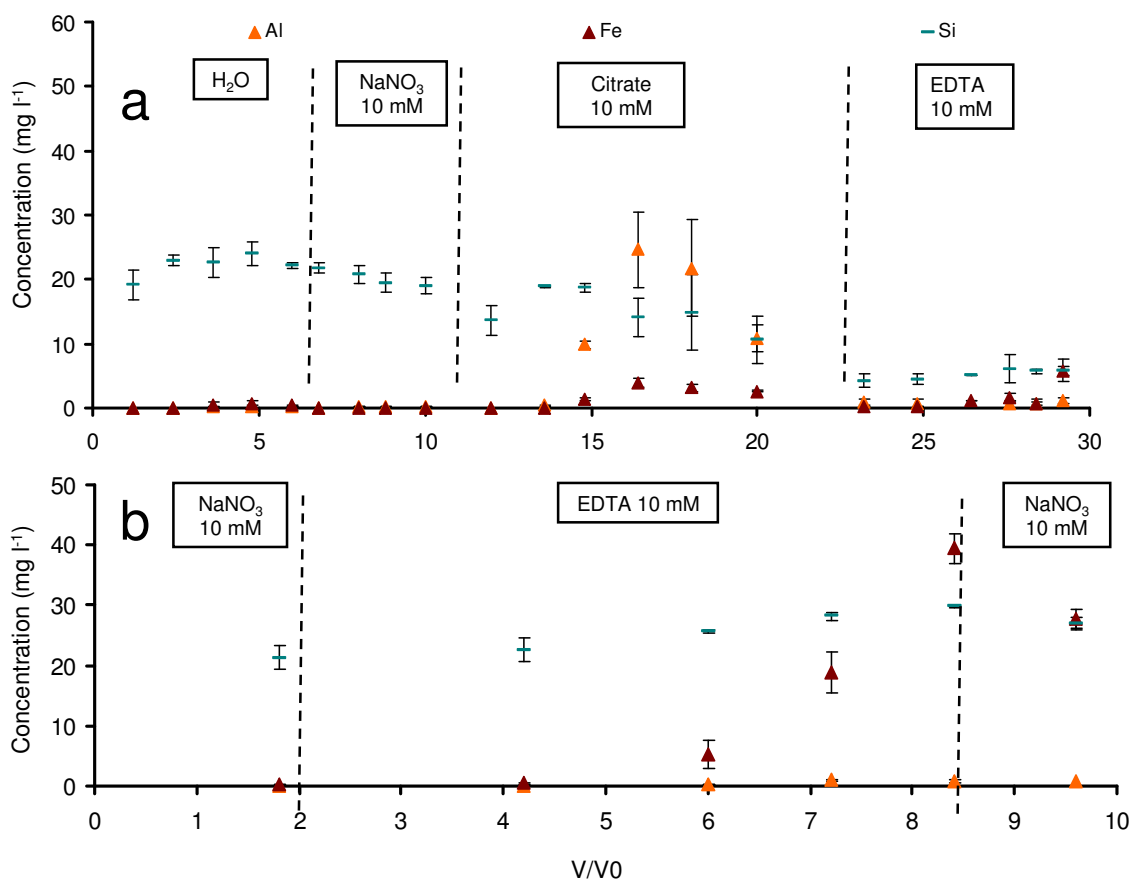 60
Al
Fe
Si
50
40
30
20
10
0
Concentration (mg l⁻¹)
a
H₂O
NaNO₃
10 mM
Citrate
10 mM
EDTA
10 mM
0 5 10 15 20 25 30
50
40
30
20
10
0
Concentration (mg l⁻¹)
b
NaNO₃
10 mM
EDTA 10 mM
NaNO₃
10 mM
0 1 2 3 4 5 6 7 8 9 10
V/V0